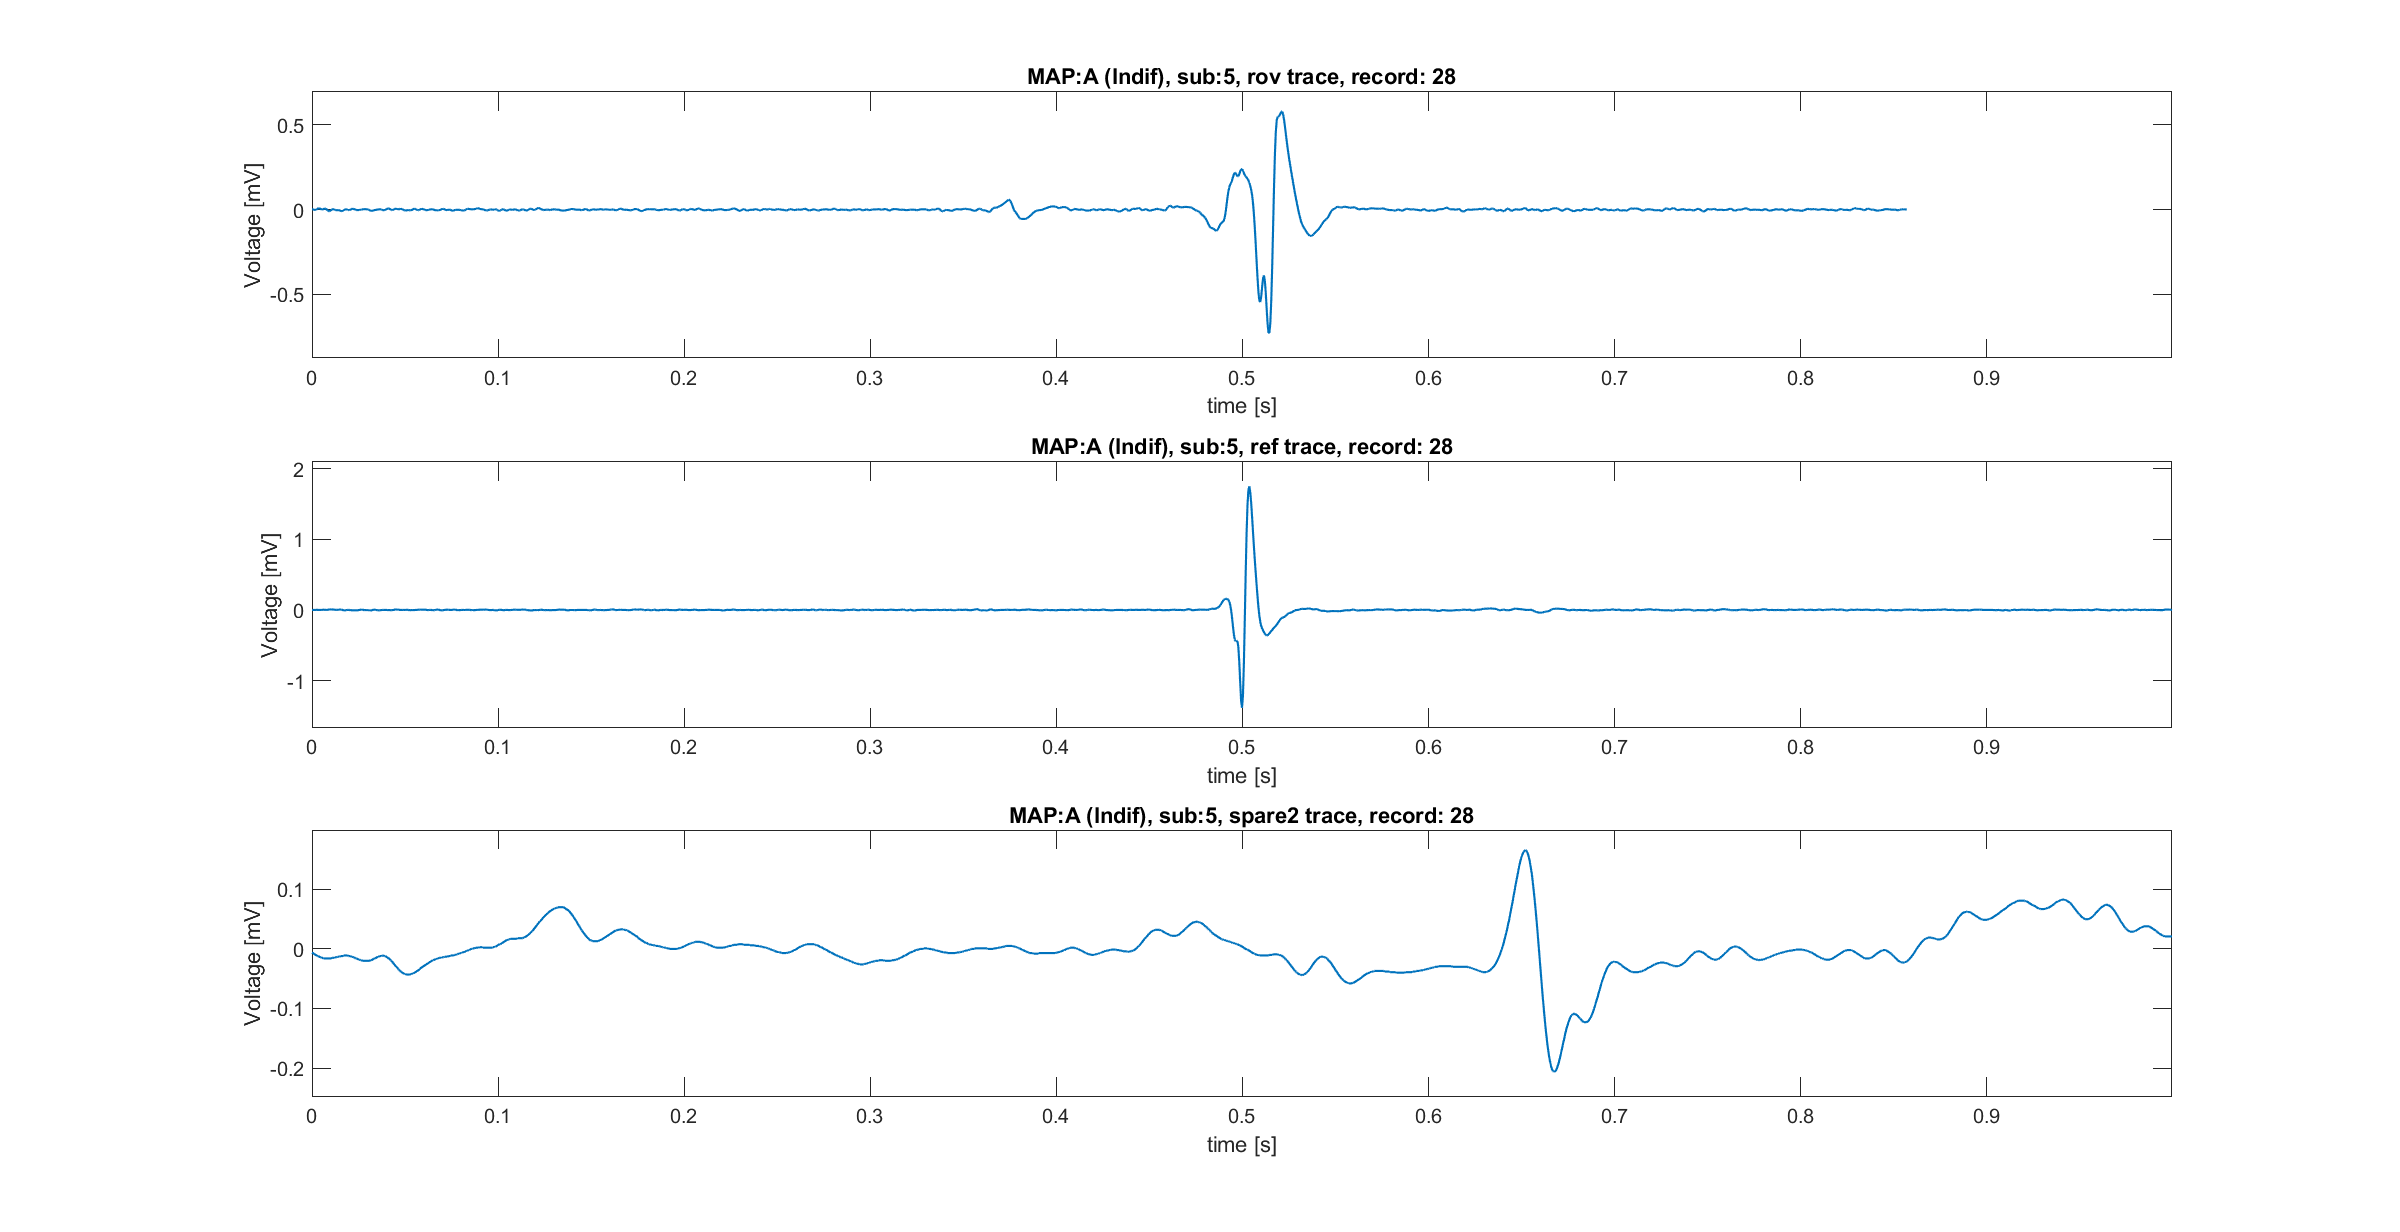 MAP:A (Indif), sub:5, rov trace, record: 28
Voltage [mV]
0.5
0
-0.5
0 0.1 0.2 0.3 0.4 0.5 0.6 0.7 0.8 0.9
time [s]
MAP:A (Indif), sub:5, ref trace, record: 28
Voltage [mV]
2
1
0
-1
0 0.1 0.2 0.3 0.4 0.5 0.6 0.7 0.8 0.9
time [s]
MAP:A (Indif), sub:5, spare2 trace, record: 28
Voltage [mV]
0.1
0
-0.1
-0.2
0 0.1 0.2 0.3 0.4 0.5 0.6 0.7 0.8 0.9
time [s]